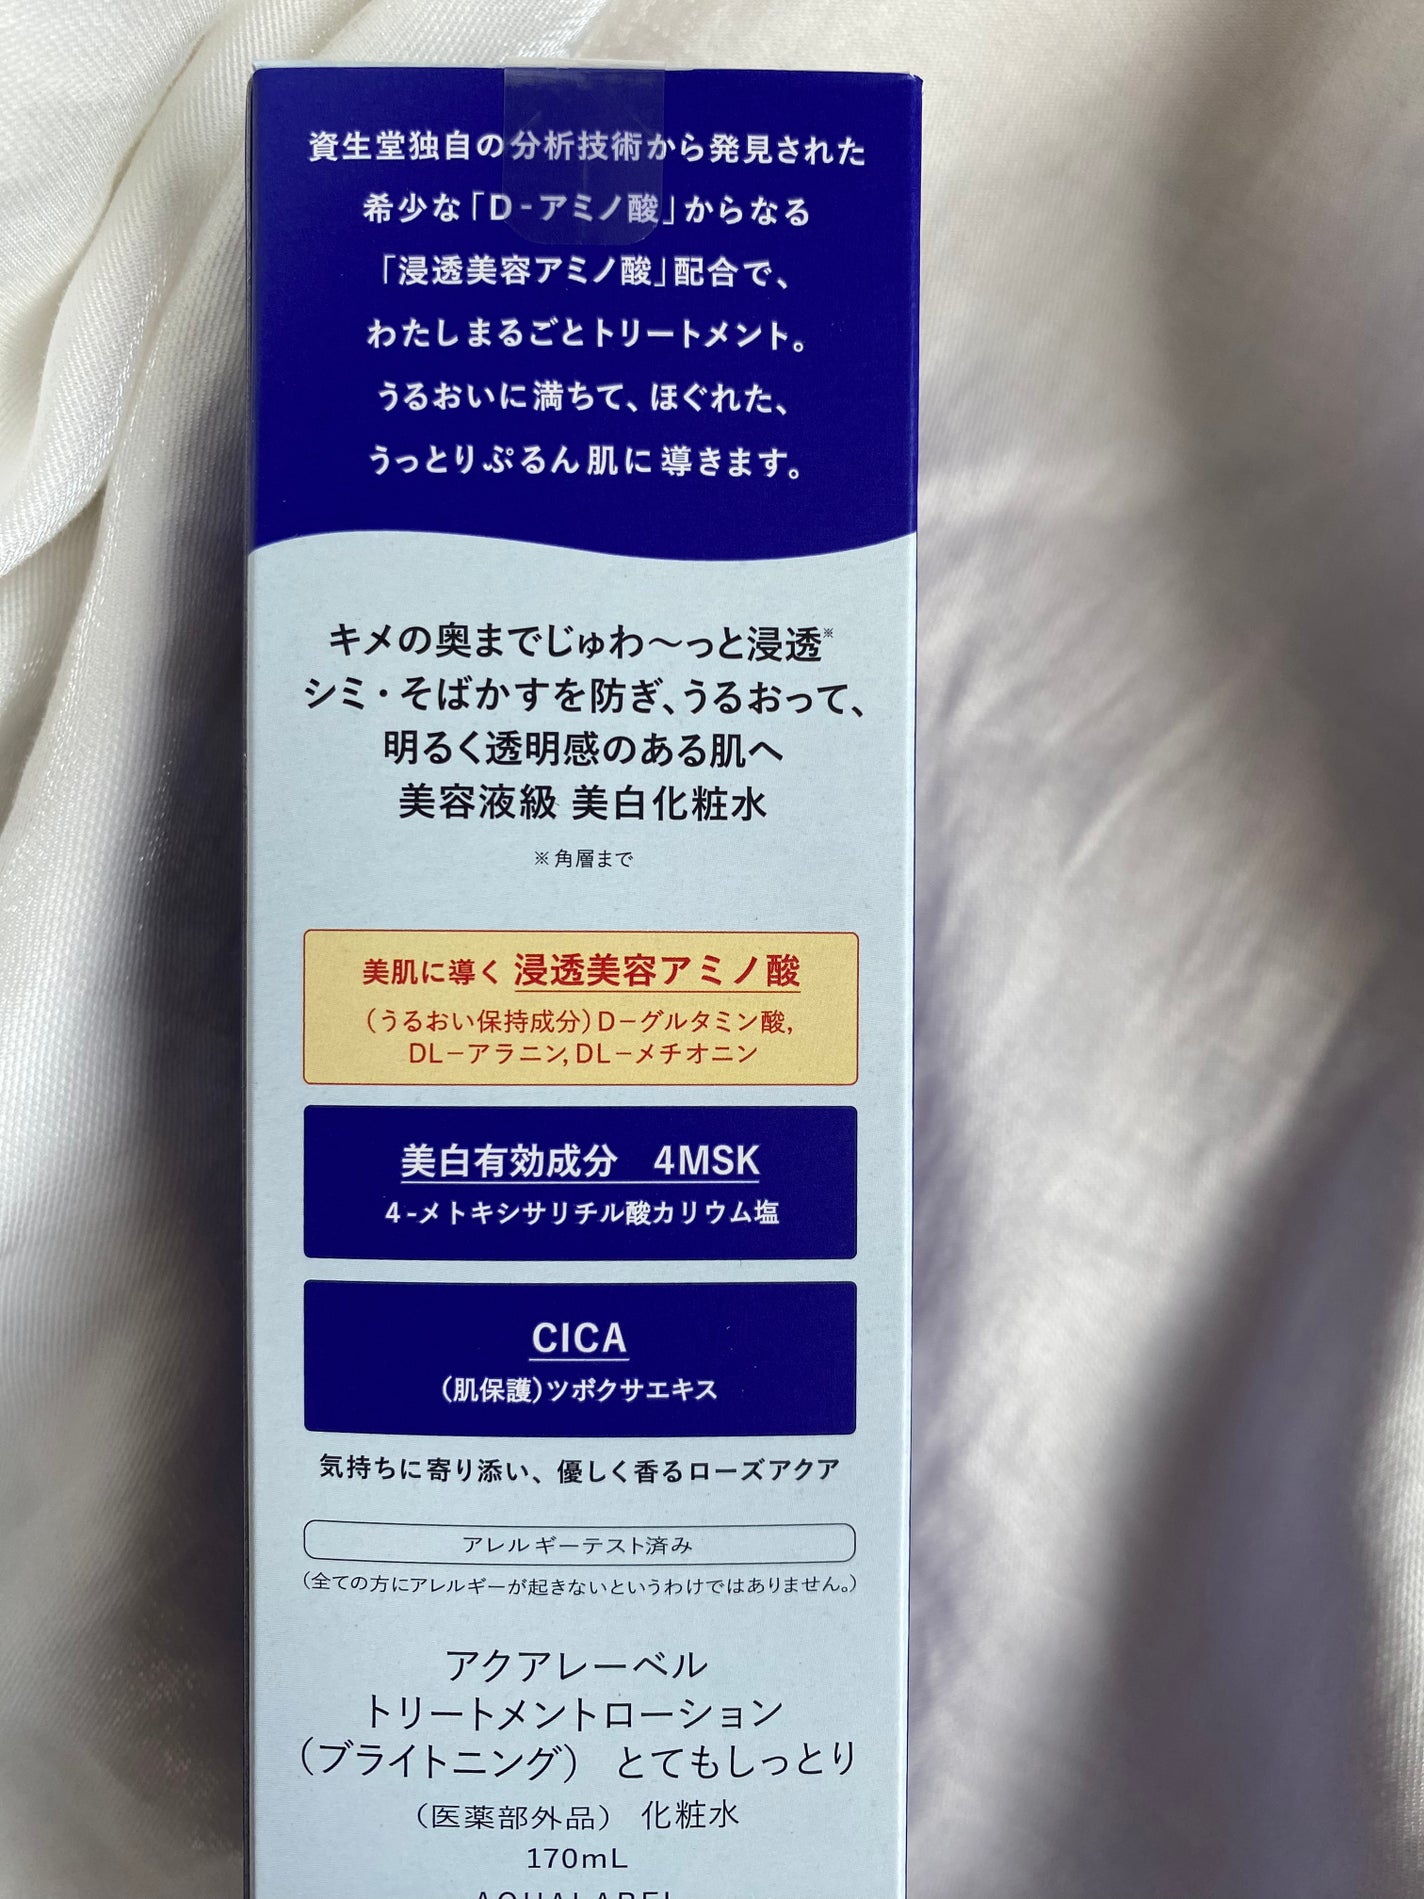 資生堂独自の分析技術から発見された
希少な「D-アミノ酸」からなる
「浸透美容アミノ酸」配合で、
わたしまるごとトリートメント。
うるおいに満ちて、ほぐれた、
うっとりぷるん肌に導きます。
キメの奥までじゅわ〜っと浸透※
シミ・そばかすを防ぎ、うるおって、
明るく透明感のある肌へ
美容液級 美白化粧水
※角層まで
美肌に導く 浸透美容アミノ酸
(うるおい保持成分)D−グルタミン酸,
DL−アラニン,DL−メチオニン
美白有効成分　4MSK
4-メトキシサリチル酸カリウム塩
CICA
(肌保護)ツボクサエキス
気持ちに寄り添い、優しく香るローズアクア
アレルギーテスト済み
(全ての方にアレルギーが起きないというわけではありません。)
アクアレーベル
トリートメントローション
(ブライトニング)　とてもしっとり
(医薬部外品)　化粧水
170mL
AQUALABEL